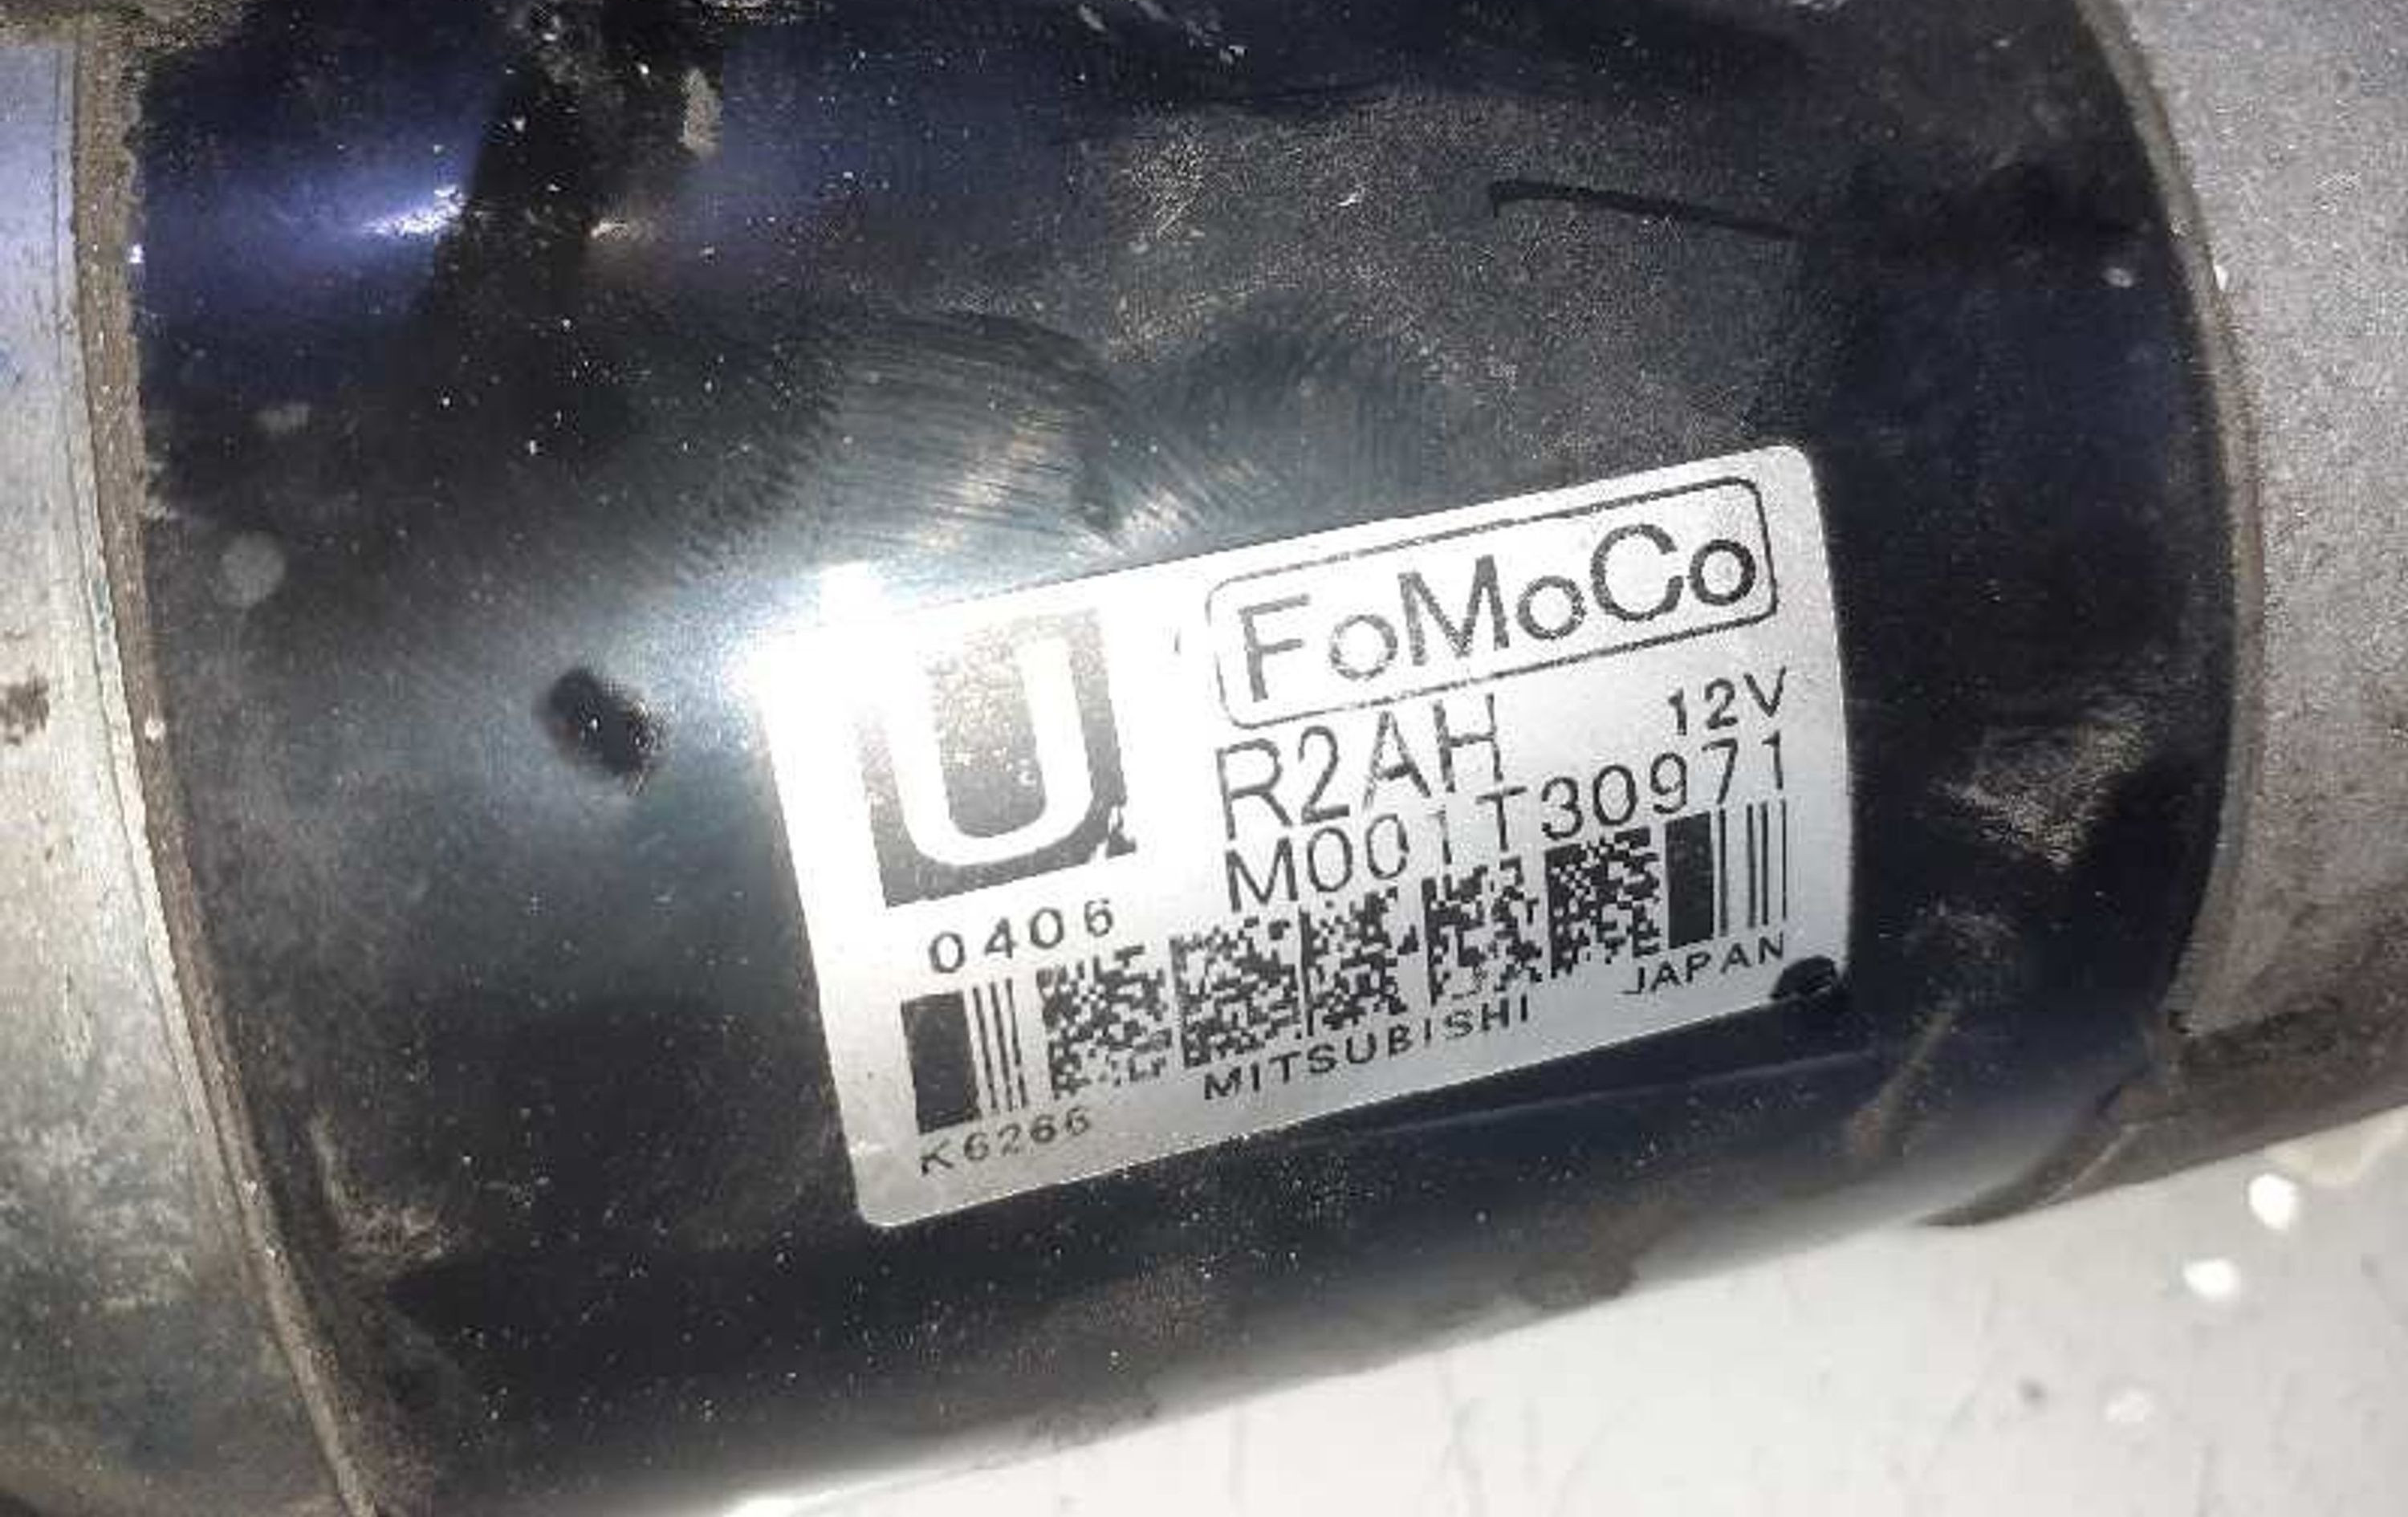 U
FoMoCo
R2AH 12V
M001T30971
0406
K6266 MITSUBISHI JAPAN